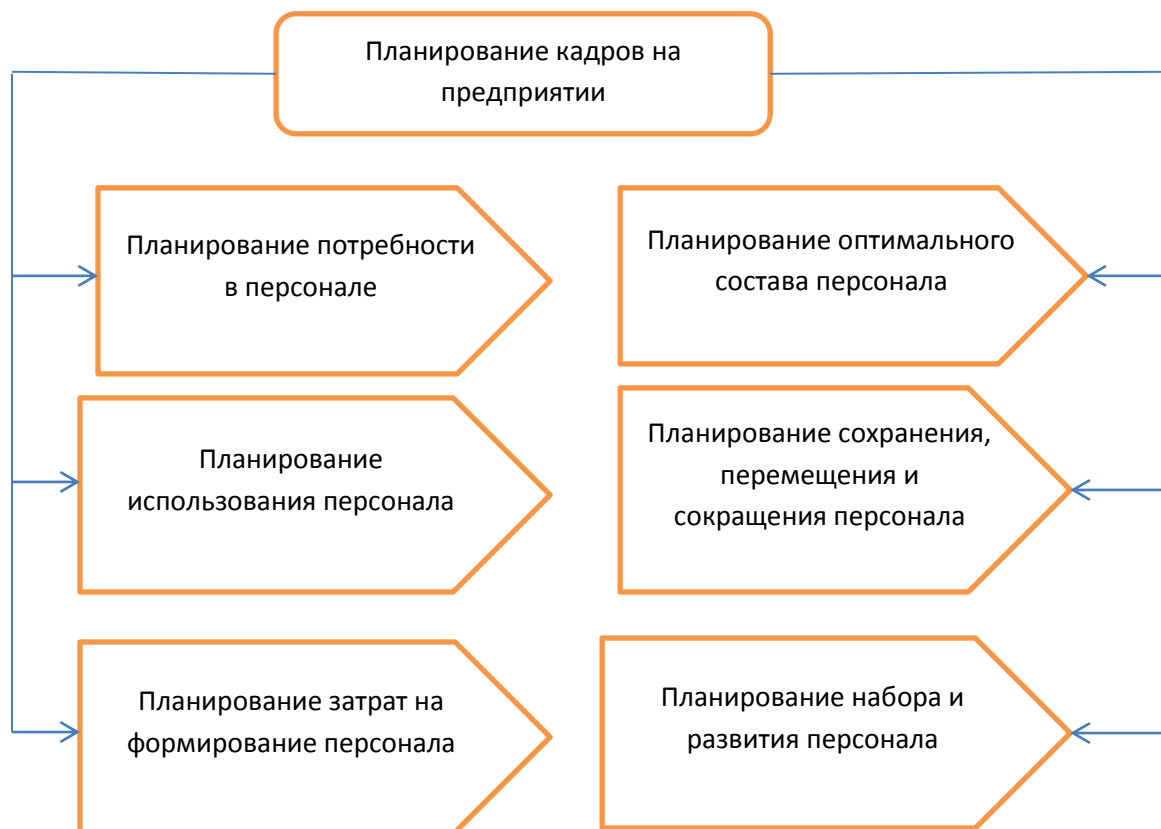 Планирование кадров на
предприятии
Планирование потребности
в персонале
Планирование оптимального
состава персонала
Планирование
использования персонала
Планирование сохранения,
перемещения и
сокращения персонала
Планирование затрат на
формирование персонала
Планирование набора и
развития персонала